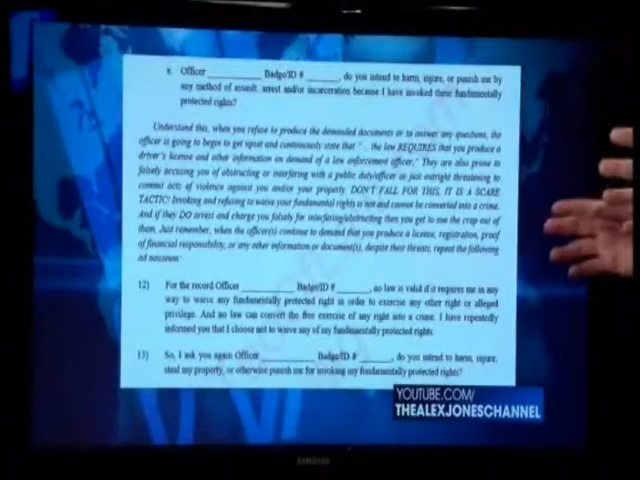 e. Officer ________ Badge/ID # ______, do you intend to harm, injure, or punish me by
any method of assault, arrest and/or incarceration because I have invoked these fundamentally
protected rights?
Understand this, when you refuse to produce the demanded documents or to answer any questions, the
officer is going to begin to get upset and continuously state that "... the law REQUIRES that you produce a
driver's license and other information on demand of a law enforcement officer." They are also prone to
falsely accusing you of obstructing or interfering with a public duty/officer or just outright threatening to
commit acts of violence against you and/or your property. DON'T FALL FOR THIS, IT IS A SCARE
TACTIC! Invoking and refusing to waive your fundamental rights is not and cannot be converted into a crime.
And if they DO arrest and charge you falsely for interfering/obstructing then you get to sue the crap out of
them. Just remember, when the officer(s) continue to demand that you produce a license, registration, proof
of financial responsibility, or any other information or document(s), despite their threats, repeat the following
ad nauseum:
12) For the record Officer ________ Badge/ID # ______, no law is valid if it requires me in any
way to waive any fundamentally protected right in order to exercise any other right or alleged
privilege. And no law can convert the free exercise of any right into a crime. I have repeatedly
informed you that I choose not to waive any of my fundamentally protected rights.
13) So, I ask you again Officer ________ Badge/ID # ______, do you intend to harm, injure,
steal my property, or otherwise punish me for invoking my fundamentally protected rights?
YOUTUBE.COM/
THEALEXJONESCHANNEL
SAMSUNG